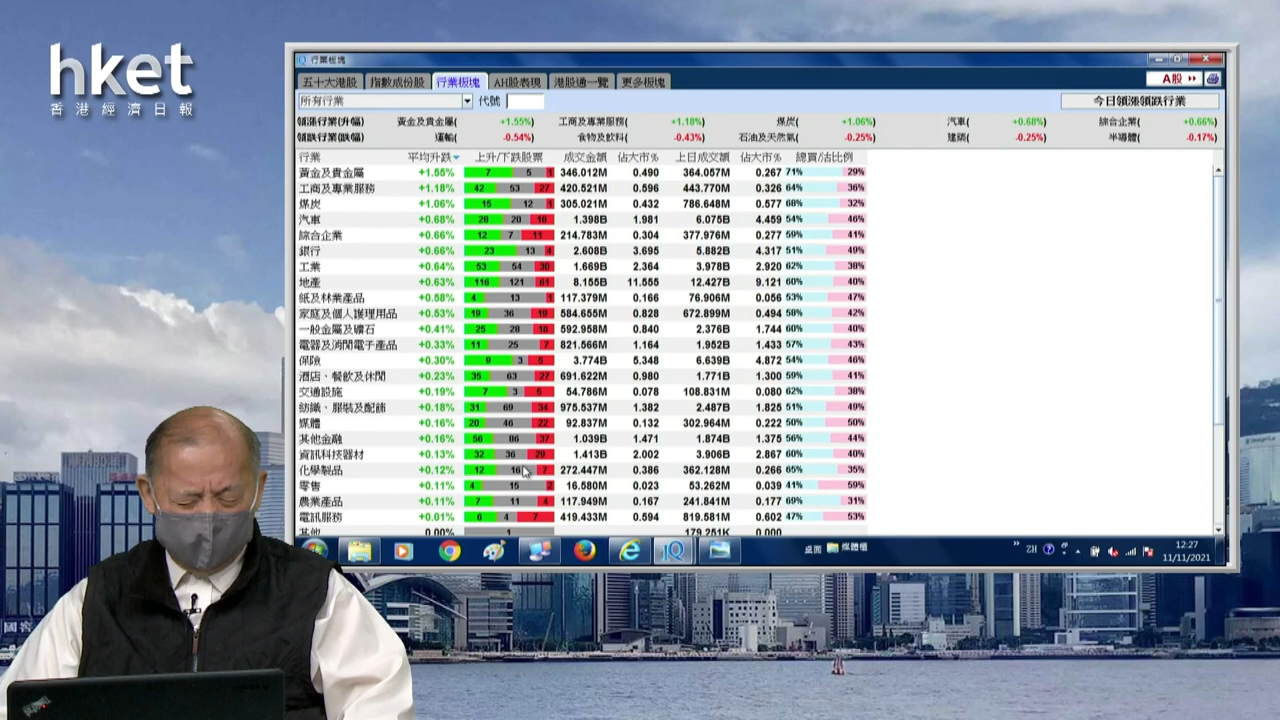 hket
香港經濟日報
行業板塊
五十大港股 指數成份股 行業板塊 AH股表現 港股通一覽 更多板塊
A股
所有行業 代號 今日領漲領跌行業
領漲行業(升幅) 黃金及貴金屬( +1.55%) 工商及專業服務( +1.18%) 煤炭( +1.06%) 汽車( +0.68%) 綜合企業( +0.66%)
領跌行業(跌幅) 運輸( -0.54%) 食物及飲料( -0.43%) 石油及天然氣( -0.25%) 建築( -0.25%) 半導體( -0.17%)
行業 平均升跌 上升/下跌股票 成交金額 佔大市% 上日成交額 佔大市% 總買/沽比例
黃金及貴金屬 +1.55% 7 5 1 346.012M 0.490 364.057M 0.267 71% 29%
工商及專業服務 +1.18% 42 53 27 420.521M 0.596 443.770M 0.326 64% 36%
煤炭 +1.06% 15 12 1 305.021M 0.432 786.648M 0.577 68% 32%
汽車 +0.68% 20 1.398B 1.981 6.075B 4.459 54% 46%
綜合企業 +0.66% 12 7 11 214.783M 0.304 377.976M 0.277 59% 41%
銀行 +0.66% 23 13 4 2.608B 3.695 5.882B 4.317 51% 49%
工業 +0.64% 53 54 30 1.669B 2.364 3.978B 2.920 62% 38%
地產 +0.63% 116 121 61 8.155B 11.555 12.427B 9.121 60% 40%
紙及林業產品 +0.58% 4 13 1 117.379M 0.166 76.906M 0.056 53% 47%
家庭及個人護理用品 +0.53% 19 36 19 584.655M 0.828 672.899M 0.494 58% 42%
一般金屬及礦石 +0.41% 25 16 592.958M 0.840 2.376B 1.744 60% 40%
電器及消閒電子產品 +0.33% 11 25 7 821.566M 1.164 1.952B 1.433 57% 43%
保險 +0.30% 9 3 5 3.774B 5.348 6.639B 4.872 54% 46%
酒店、餐飲及休閒 +0.23% 35 63 27 691.622M 0.980 1.771B 1.300 59% 41%
交通設施 +0.19% 7 3 5 54.786M 0.078 108.831M 0.080 62% 38%
紡織、服裝及配飾 +0.18% 31 69 34 975.537M 1.382 2.487B 1.825 51% 49%
媒體 +0.16% 20 46 22 92.837M 0.132 302.964M 0.222 50% 50%
其他金融 +0.16% 56 86 37 1.039B 1.471 1.874B 1.375 56% 44%
資訊科技器材 +0.13% 32 36 29 1.413B 2.002 3.906B 2.867 60% 40%
化學製品 +0.12% 12 16 7 272.447M 0.386 362.128M 0.266 65% 35%
零售 +0.11% 4 15 2 16.580M 0.023 53.262M 0.039 41% 59%
農業產品 +0.11% 7 11 4 117.949M 0.167 241.841M 0.177 69% 31%
電訊服務 +0.01% 6 4 7 419.433M 0.594 819.581M 0.602 47% 53%
其他 0.00% 1 179.251K 0.000
桌面 媒體櫃 ZH 12:27
11/11/2021